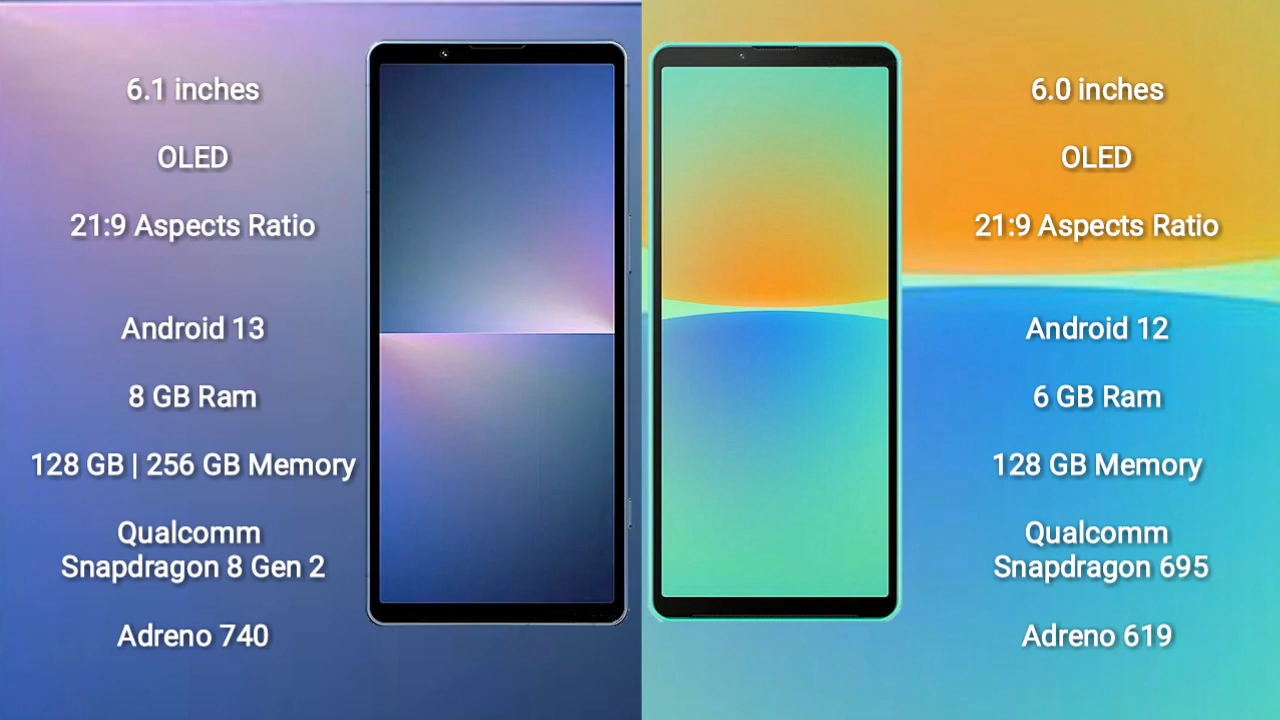 6.1 inches
OLED
21:9 Aspects Ratio
Android 13
8 GB Ram
128 GB | 256 GB Memory
Qualcomm
Snapdragon 8 Gen 2
Adreno 740
6.0 inches
OLED
21:9 Aspects Ratio
Android 12
6 GB Ram
128 GB Memory
Qualcomm
Snapdragon 695
Adreno 619